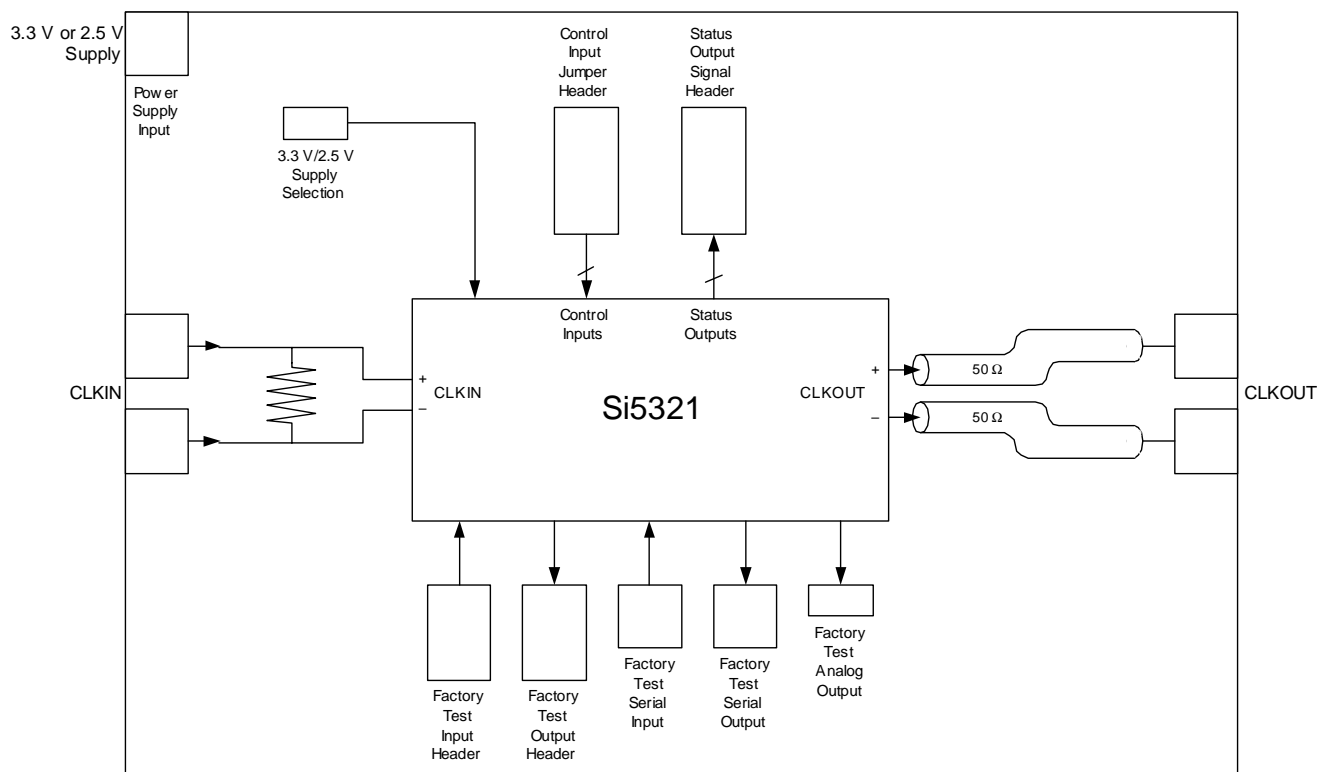 3.3 V or 2.5 V
Supply
Power
Supply
Input
3.3 V/2.5 V
Supply
Selection
Control
Input
Jumper
Header
Status
Output
Signal
Header
Control
Inputs
Status
Outputs
CLKIN
+
–
CLKIN
Si5321
CLKOUT
+
–
50 Ω
50 Ω
CLKOUT
Factory
Test
Input
Header
Factory
Test
Output
Header
Factory
Test
Serial
Input
Factory
Test
Serial
Output
Factory
Test
Analog
Output